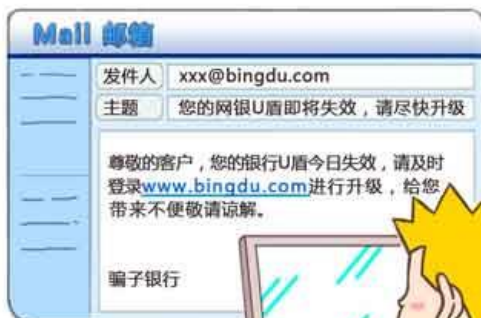 Mail 邮箱
发件人 xxx@bingdu.com
主题 您的网银U盾即将失效，请尽快升级
尊敬的客户，您的银行U盾今日失效，请及时
登录www.bingdu.com进行升级，给您
带来不便敬请谅解。
骗子银行